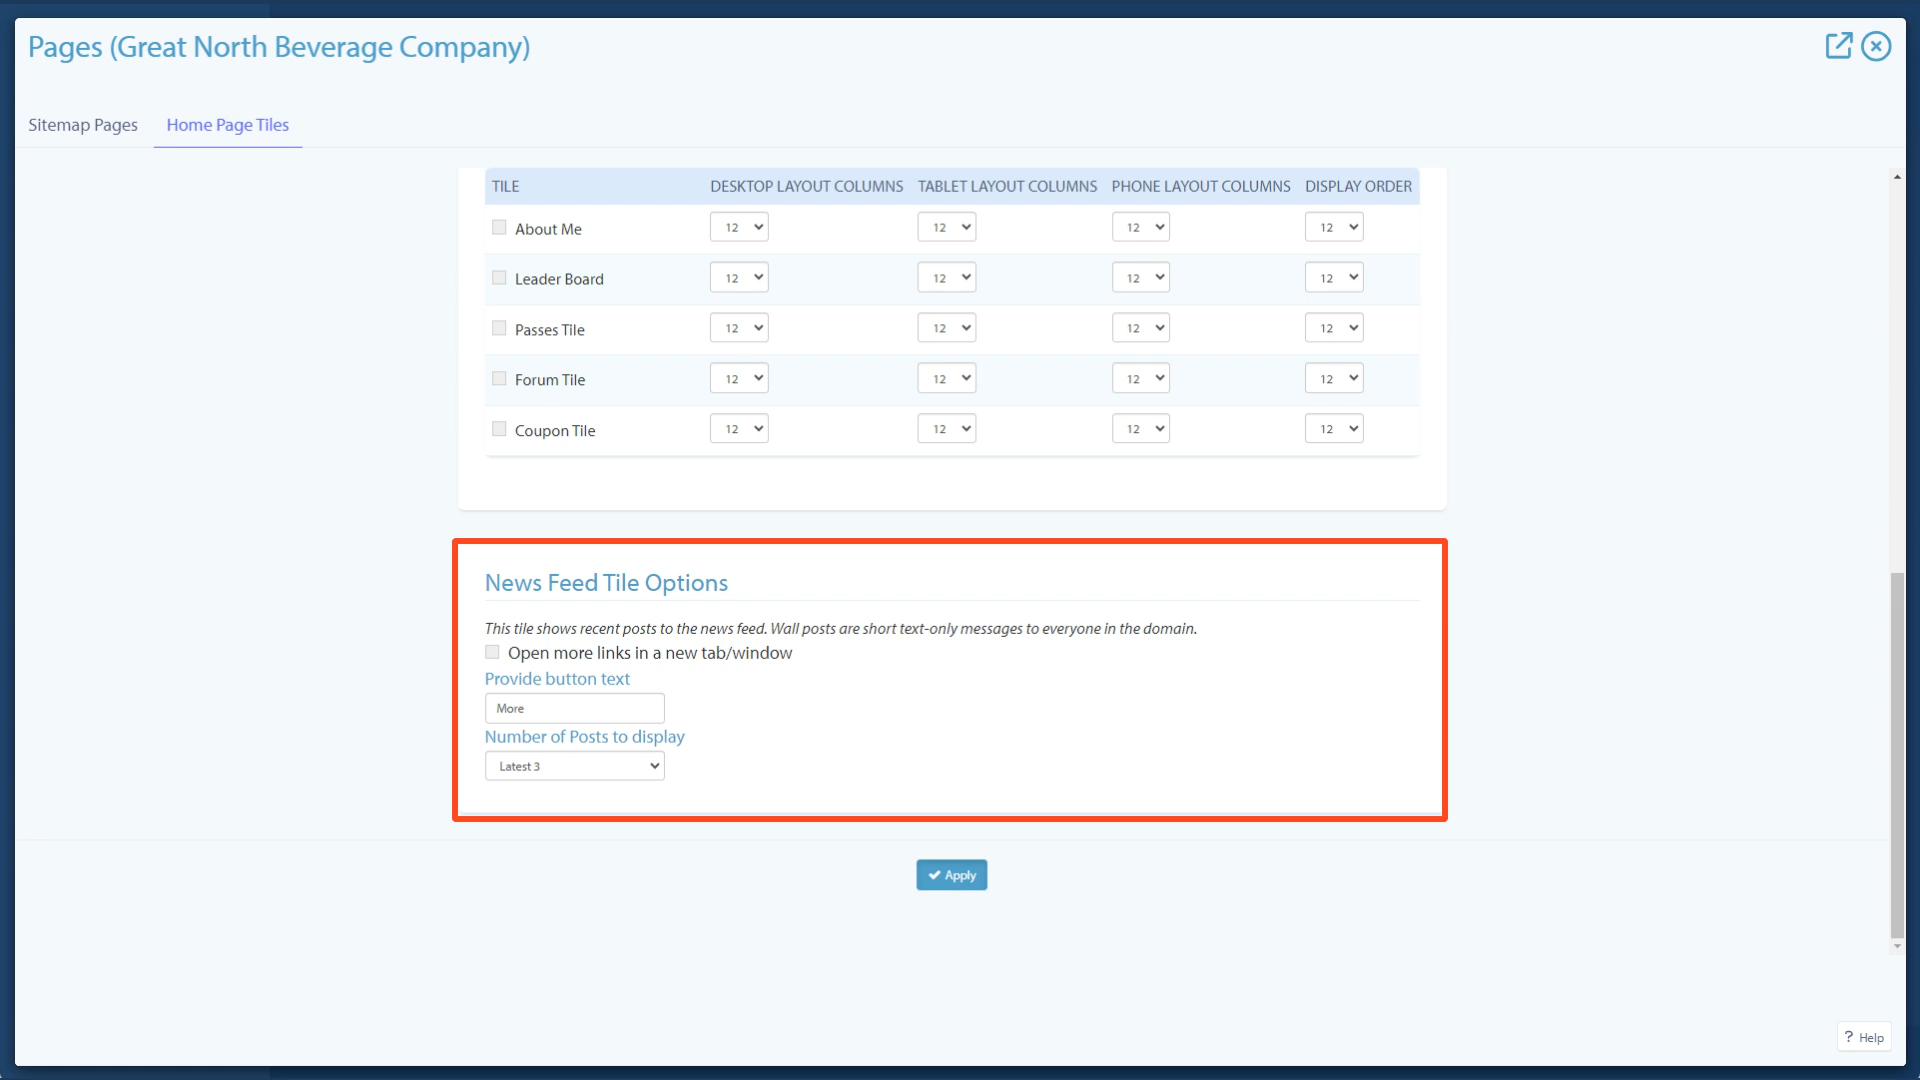 Pages (Great North Beverage Company)
Sitemap Pages Home Page Tiles
TILE DESKTOP LAYOUT COLUMNS TABLET LAYOUT COLUMNS PHONE LAYOUT COLUMNS DISPLAY ORDER
About Me 12 12 12 12
Leader Board 12 12 12 12
Passes Tile 12 12 12 12
Forum Tile 12 12 12 12
Coupon Tile 12 12 12 12
News Feed Tile Options
This tile shows recent posts to the news feed. Wall posts are short text-only messages to everyone in the domain.
Open more links in a new tab/window
Provide button text
More
Number of Posts to display
Latest 3
Apply
? Help